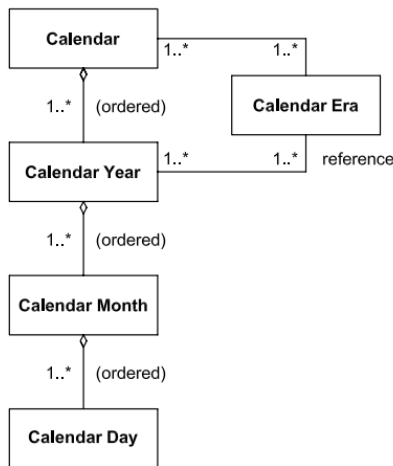 Calendar
1..* 1..*
1..* (ordered)
Calendar Era
Calendar Year
1..* 1..* reference
1..* (ordered)
Calendar Month
1..* (ordered)
Calendar Day